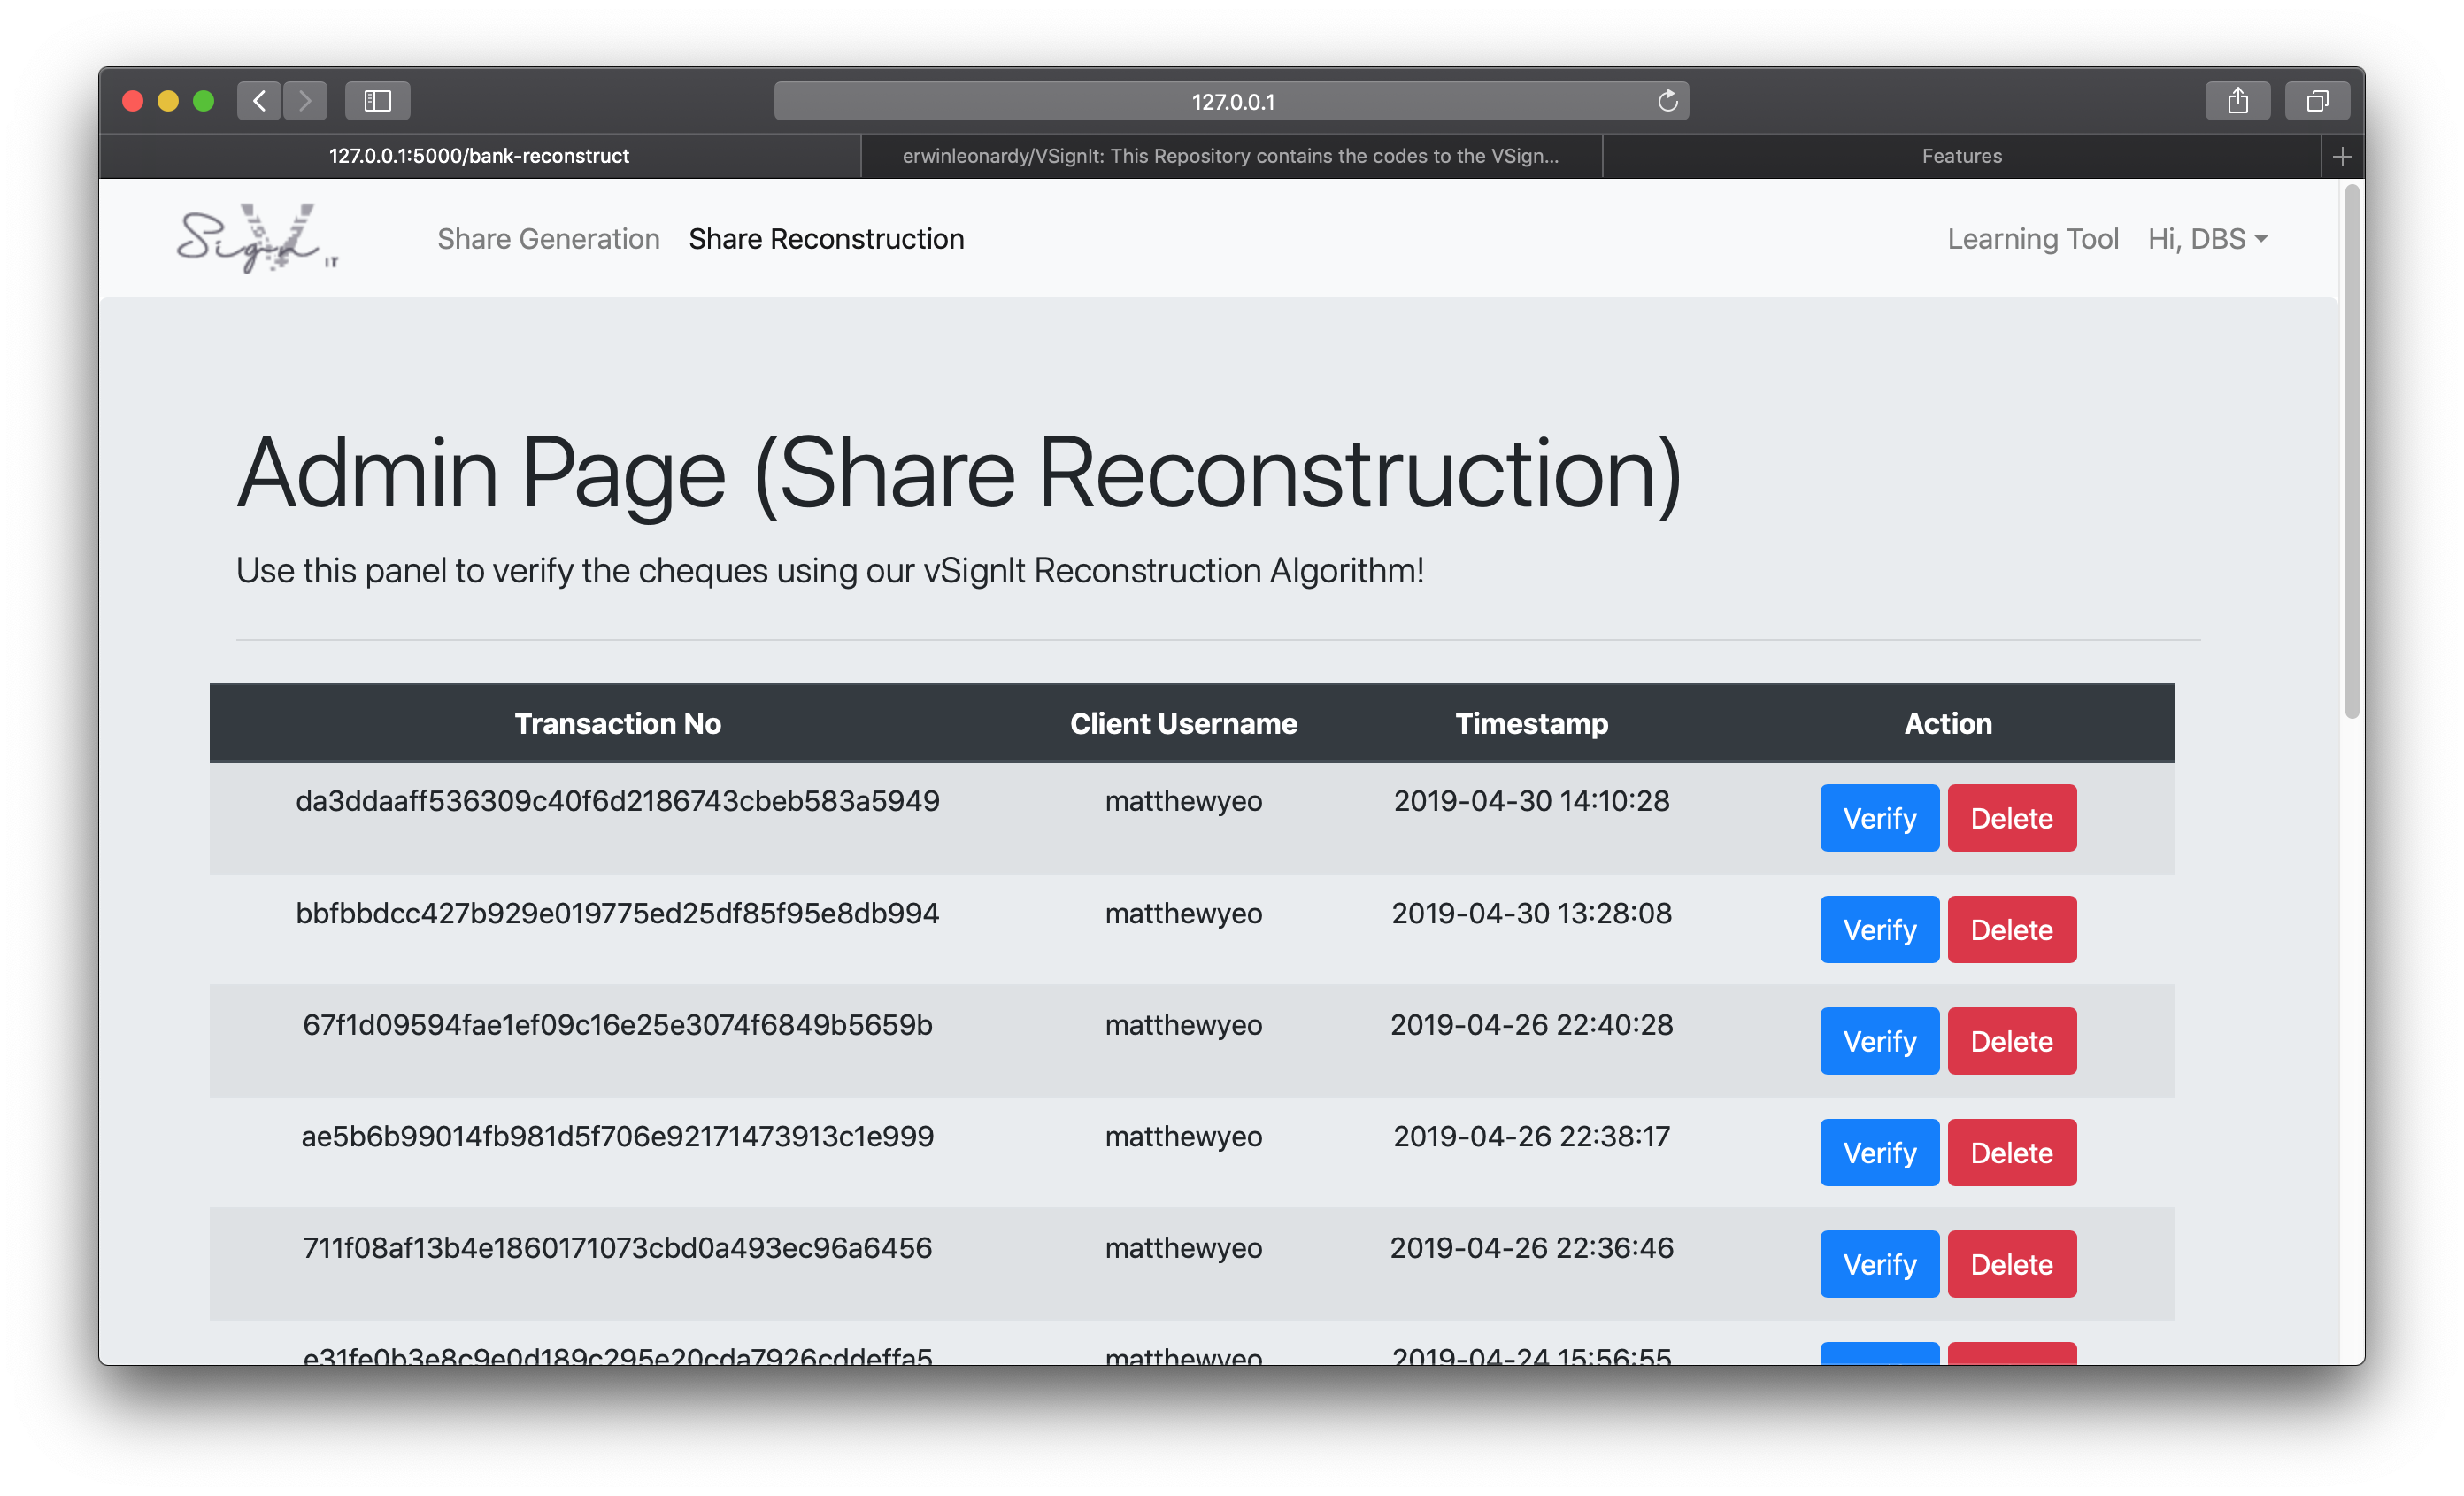 127.0.0.1
127.0.0.1:5000/bank-reconstruct
erwinleonardy/VSignIt: This Repository contains the codes to the VSign...
Features
Sign V IT
Share Generation
Share Reconstruction
Learning Tool
Hi, DBS
Admin Page (Share Reconstruction)
Use this panel to verify the cheques using our vSignIt Reconstruction Algorithm!
Transaction No Client Username Timestamp Action
da3ddaaff536309c40f6d2186743cbeb583a5949 matthewyeo 2019-04-30 14:10:28 Verify Delete
bbfbbdcc427b929e019775ed25df85f95e8db994 matthewyeo 2019-04-30 13:28:08 Verify Delete
67f1d09594fae1ef09c16e25e3074f6849b5659b matthewyeo 2019-04-26 22:40:28 Verify Delete
ae5b6b99014fb981d5f706e92171473913c1e999 matthewyeo 2019-04-26 22:38:17 Verify Delete
711f08af13b4e1860171073cbd0a493ec96a6456 matthewyeo 2019-04-26 22:36:46 Verify Delete
e31fe0b3e8c9e0d189c295e20cda7926cddeffa5 matthewyeo 2019-04-24 15:56:55